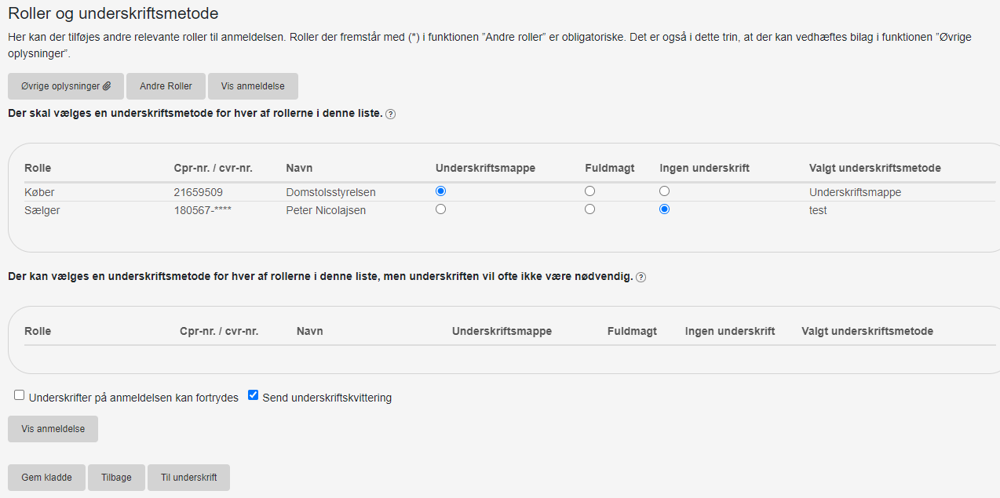 Roller og underskriftsmetode
Her kan der tilføjes andre relevante roller til anmeldelsen. Roller der fremstår med (*) i funktionen ”Andre roller” er obligatoriske. Det er også i dette trin, at der kan vedhæftes bilag i funktionen ”Øvrige
oplysninger”.
Øvrige oplysninger Andre Roller Vis anmeldelse
Der skal vælges en underskriftsmetode for hver af rollerne i denne liste. ?
Rolle Cpr-nr. / cvr-nr. Navn Underskriftsmappe Fuldmagt Ingen underskrift Valgt underskriftsmetode
Køber 21659509 Domstolsstyrelsen Underskriftsmappe
Sælger 180567-**** Peter Nicolajsen test
Der kan vælges en underskriftsmetode for hver af rollerne i denne liste, men underskriften vil ofte ikke være nødvendig. ?
Rolle Cpr-nr. / cvr-nr. Navn Underskriftsmappe Fuldmagt Ingen underskrift Valgt underskriftsmetode
Underskrifter på anmeldelsen kan fortrydes Send underskriftskvittering
Vis anmeldelse
Gem kladde Tilbage Til underskrift